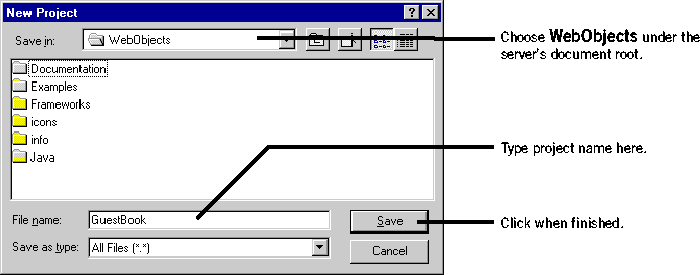 New Project
Save in:
WebObjects
Choose WebObjects under the
server's document root.
Documentation
Examples
Frameworks
icons
info
Java
Type project name here.
File name:
GuestBook
Save
Click when finished.
Save as type:
All Files (*.*)
Cancel